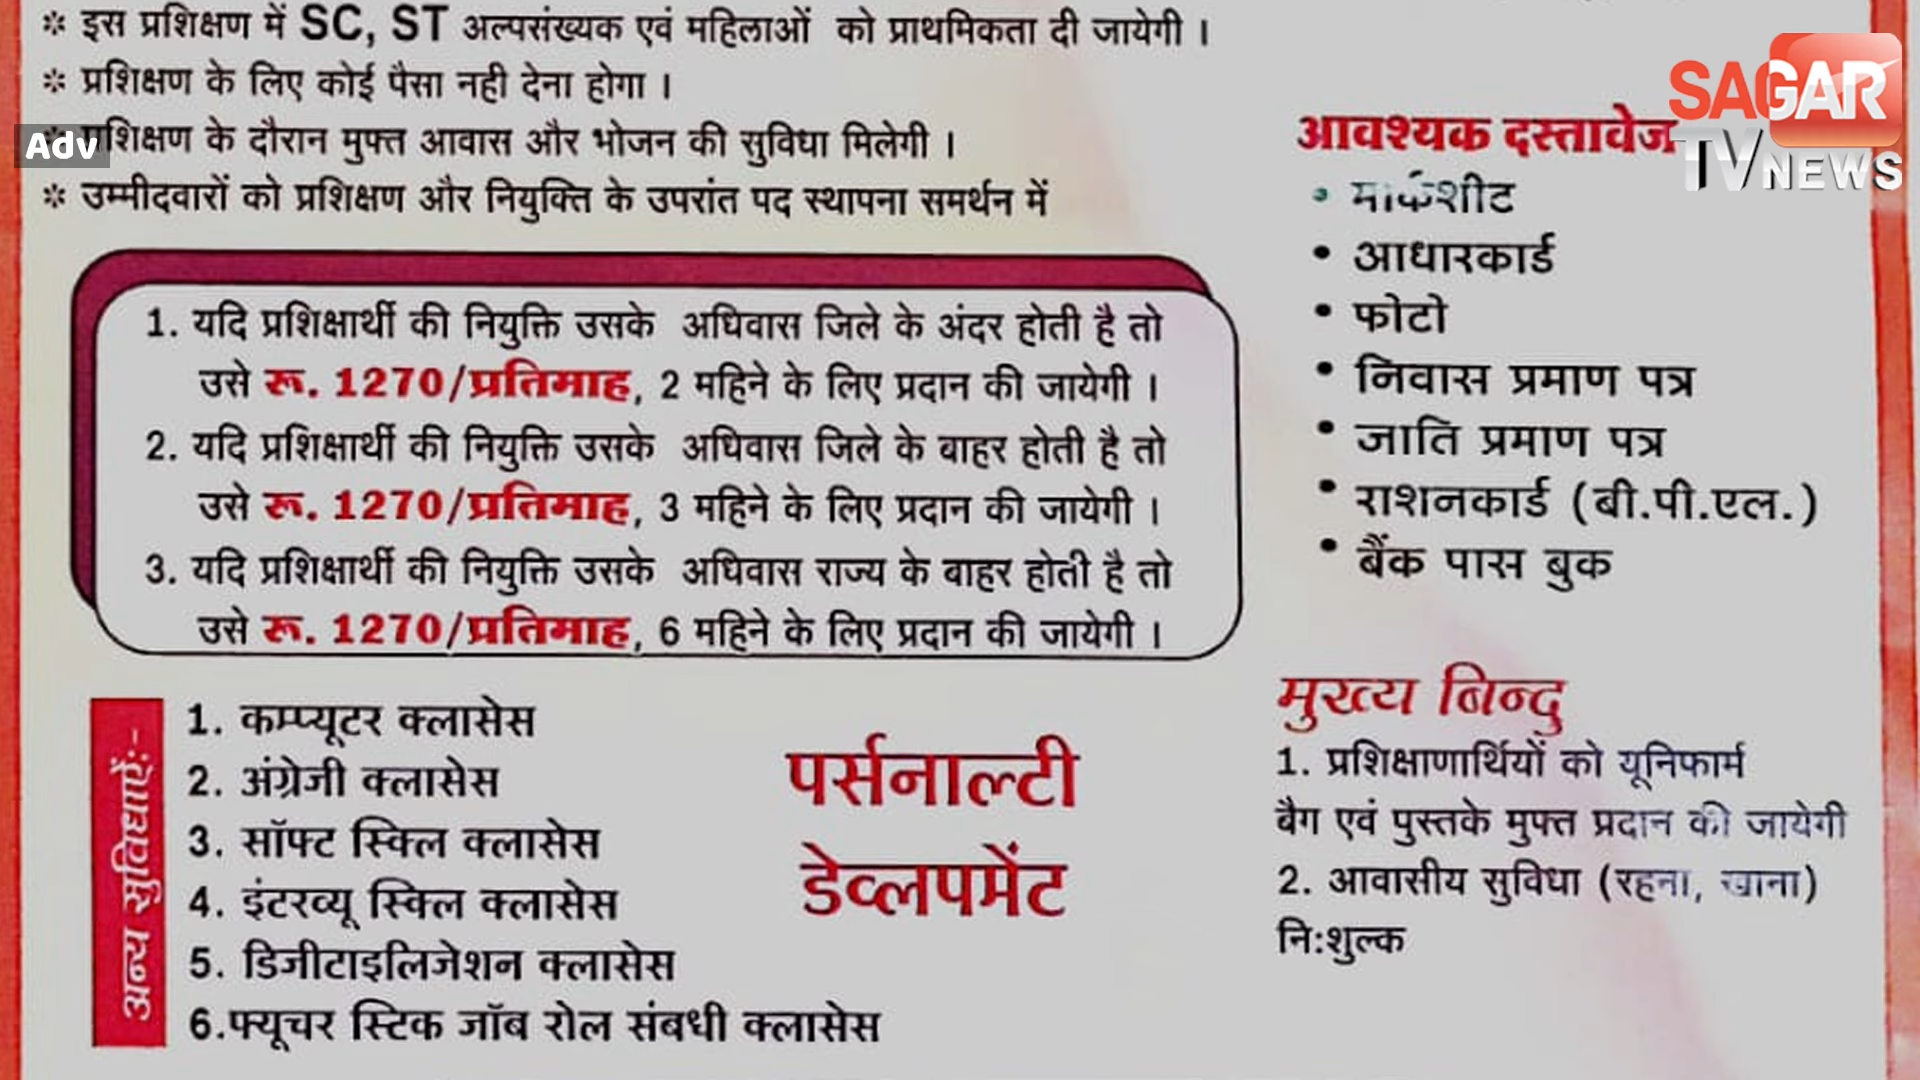 * इस प्रशिक्षण में SC, ST अल्पसंख्यक एवं महिलाओं को प्राथमिकता दी जायेगी ।
* प्रशिक्षण के लिए कोई पैसा नही देना होगा ।
Adv
प्रशिक्षण के दौरान मुफ्त आवास और भोजन की सुविधा मिलेगी ।
* उम्मीदवारों को प्रशिक्षण और नियुक्ति के उपरांत पद स्थापना समर्थन में
1. यदि प्रशिक्षार्थी की नियुक्ति उसके अधिवास जिले के अंदर होती है तो
उसे रू. 1270/प्रतिमाह, 2 महिने के लिए प्रदान की जायेगी ।
2. यदि प्रशिक्षार्थी की नियुक्ति उसके अधिवास जिले के बाहर होती है तो
उसे रू. 1270/प्रतिमाह, 3 महिने के लिए प्रदान की जायेगी ।
3. यदि प्रशिक्षार्थी की नियुक्ति उसके अधिवास राज्य के बाहर होती है तो
उसे रू. 1270/प्रतिमाह, 6 महिने के लिए प्रदान की जायेगी ।
अन्य सुविधाएँ:-
1. कम्प्यूटर क्लासेस
2. अंग्रेजी क्लासेस
3. सॉफ्ट स्किल क्लासेस
4. इंटरव्यू स्किल क्लासेस
5. डिजीटाइलिजेशन क्लासेस
6.फ्यूचर स्टिक जॉब रोल संबधी क्लासेस
पर्सनाल्टी
डेव्लपमेंट
SAGAR
TV NEWS
आवश्यक दस्तावेज
• मार्कशीट
• आधारकार्ड
• फोटो
• निवास प्रमाण पत्र
• जाति प्रमाण पत्र
• राशनकार्ड (बी.पी.एल.)
• बैंक पास बुक
मुख्य बिन्दु
1. प्रशिक्षाणार्थियों को यूनिफार्म
बैग एवं पुस्तके मुफ्त प्रदान की जायेगी
2. आवासीय सुविधा (रहना, खाना)
नि:शुल्क